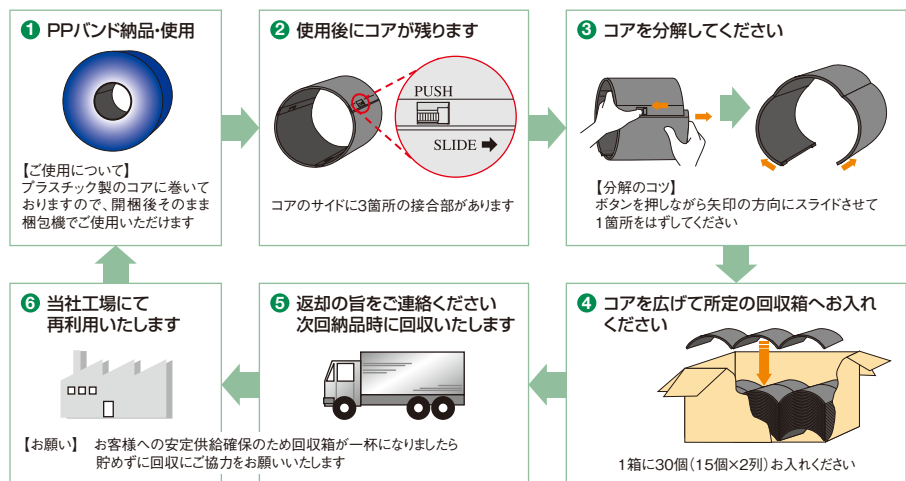 1 PPバンド納品・使用
【ご使用について】
プラスチック製のコアに巻いて
おりますので、開梱後そのまま
梱包機でご使用いただけます
2 使用後にコアが残ります
PUSH
SLIDE ➡
コアのサイドに3箇所の接合部があります
3 コアを分解してください
【分解のコツ】
ボタンを押しながら矢印の方向にスライドさせて
1箇所をはずしてください
4 コアを広げて所定の回収箱へお入れ
ください
1箱に30個(15個×2列)お入れください
5 返却の旨をご連絡ください
次回納品時に回収いたします
6 当社工場にて
再利用いたします
【お願い】 お客様への安定供給確保のため回収箱が一杯になりましたら
貯めずに回収にご協力をお願いいたします